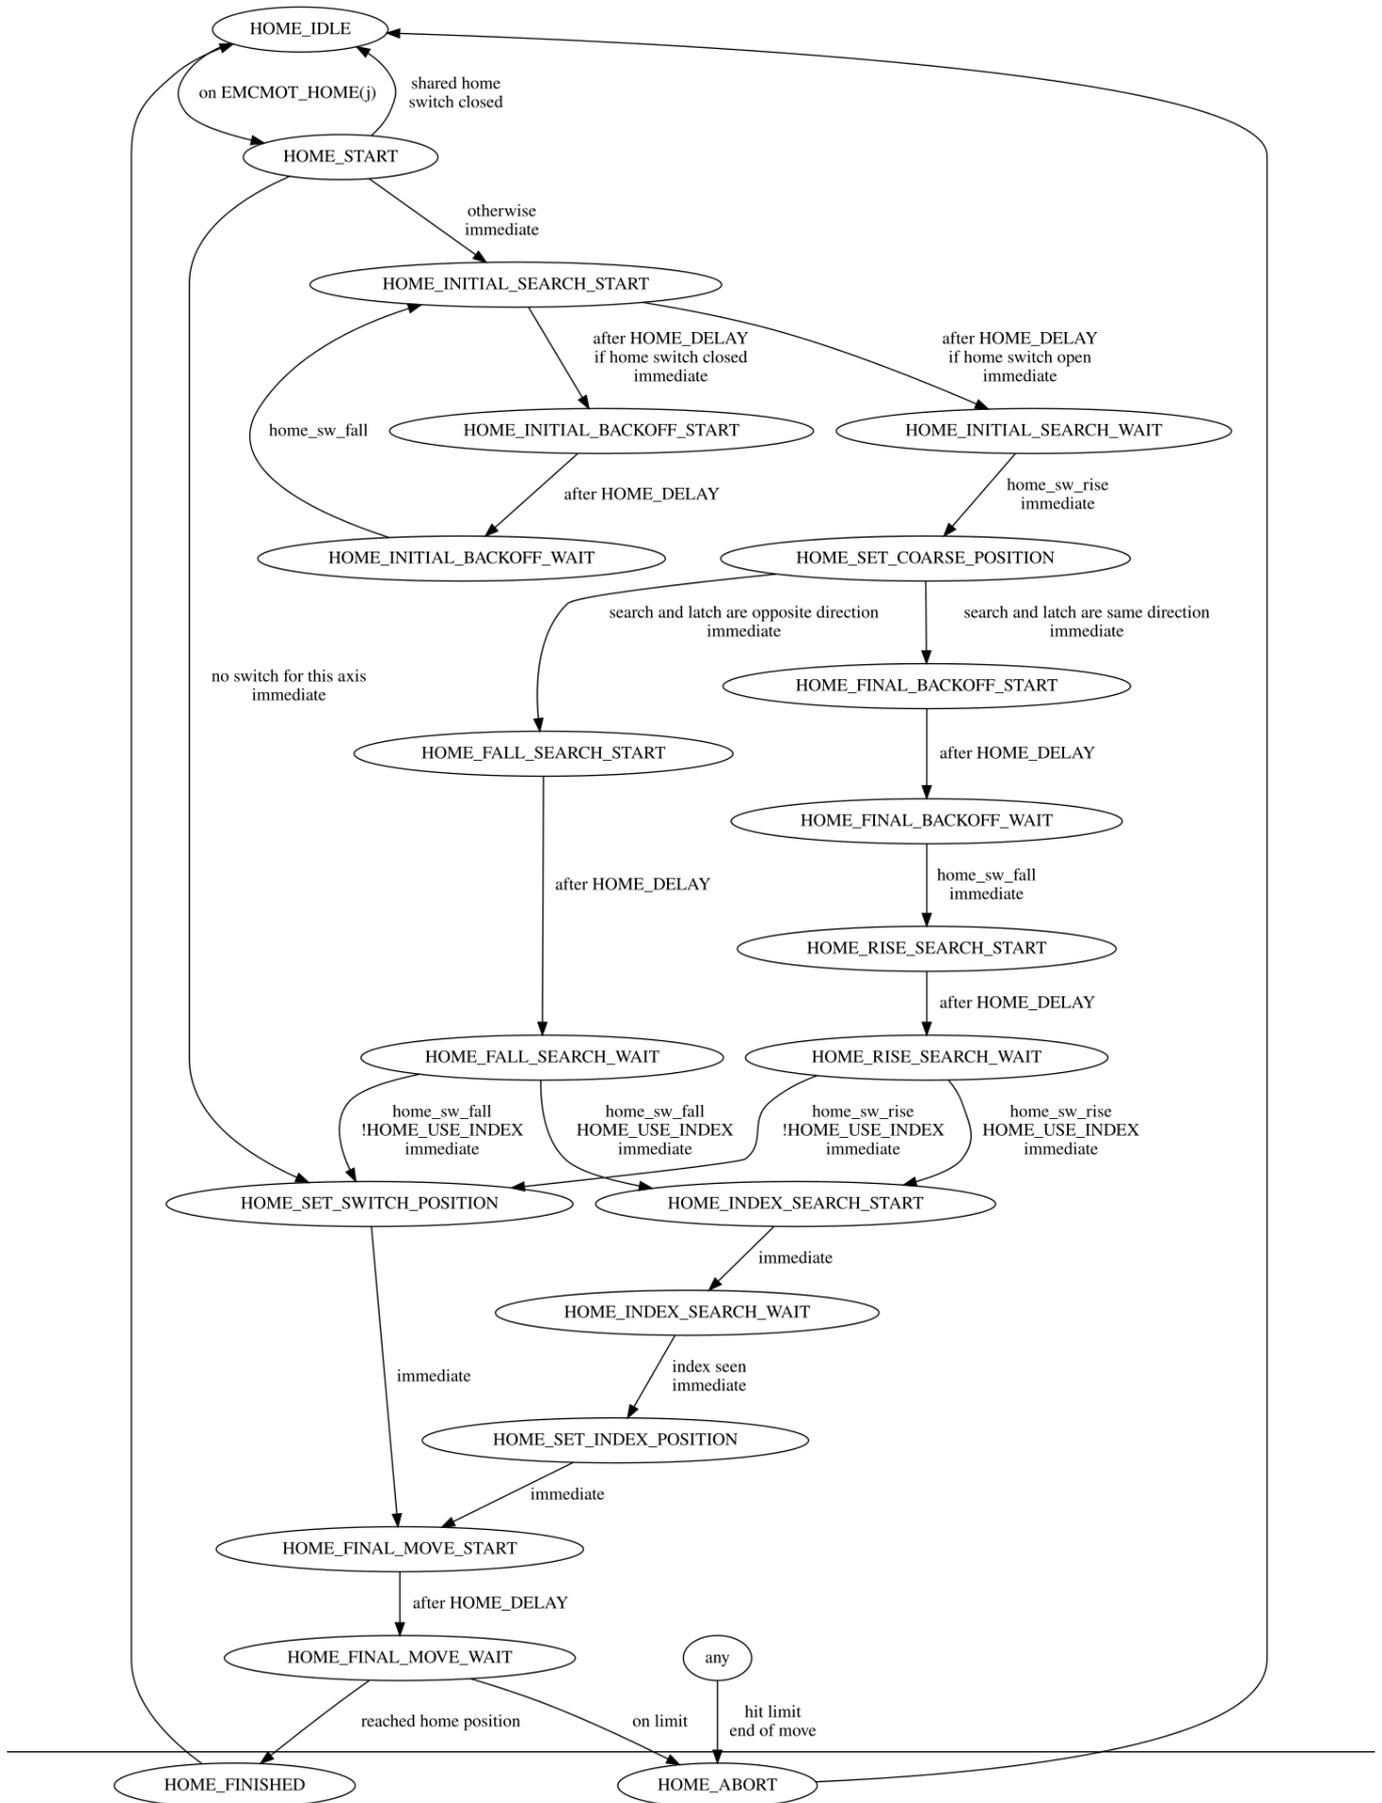 HOME_IDLE
on EMCMOT_HOME(j)
shared home
switch closed
HOME_START
otherwise
immediate
HOME_INITIAL_SEARCH_START
after HOME_DELAY
if home switch closed
immediate
after HOME_DELAY
if home switch open
immediate
home_sw_fall
HOME_INITIAL_BACKOFF_START
HOME_INITIAL_SEARCH_WAIT
after HOME_DELAY
home_sw_rise
immediate
HOME_INITIAL_BACKOFF_WAIT
HOME_SET_COARSE_POSITION
search and latch are opposite direction
immediate
search and latch are same direction
immediate
no switch for this axis
immediate
HOME_FINAL_BACKOFF_START
HOME_FALL_SEARCH_START
after HOME_DELAY
HOME_FINAL_BACKOFF_WAIT
after HOME_DELAY
home_sw_fall
immediate
HOME_RISE_SEARCH_START
after HOME_DELAY
HOME_FALL_SEARCH_WAIT
HOME_RISE_SEARCH_WAIT
home_sw_fall
!HOME_USE_INDEX
immediate
home_sw_fall
HOME_USE_INDEX
immediate
home_sw_rise
!HOME_USE_INDEX
immediate
home_sw_rise
HOME_USE_INDEX
immediate
HOME_SET_SWITCH_POSITION
HOME_INDEX_SEARCH_START
immediate
HOME_INDEX_SEARCH_WAIT
immediate
index seen
immediate
HOME_SET_INDEX_POSITION
immediate
HOME_FINAL_MOVE_START
after HOME_DELAY
HOME_FINAL_MOVE_WAIT
any
reached home position
on limit
hit limit
end of move
HOME_FINISHED
HOME_ABORT